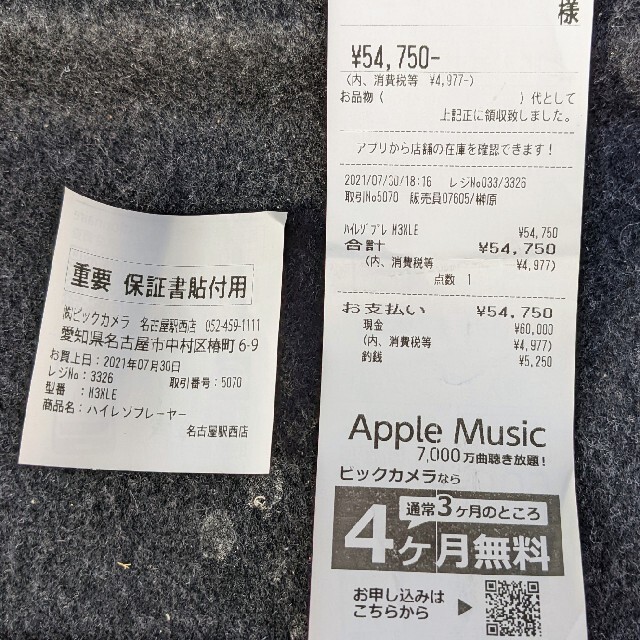 重要 保証書貼付用
㈱ビックカメラ 名古屋駅西店 052-459-1111
愛知県名古屋市中村区椿町6-9
お買上日：2021年07月30日
レジNo：3326 取引番号：5070
型番 ：M3XLE
商品名：ハイレゾプレーヤー
名古屋駅西店
様
¥54,750-
(内、消費税等 ¥4,977-)
お品物( )代として
上記正に領収致しました。
アプリから店舗の在庫を確認できます！
2021/07/30/18:16 レジNo033/3326
取引No5070 販売員07605/榊原
ﾊｲﾚｿﾞﾌﾟﾚ M3XLE ¥54,750
合計 ¥54,750
(内、消費税等 ¥4,977)
点数 1
お支払い ¥54,750
現金 ¥60,000
(内、消費税等 ¥4,977)
釣銭 ¥5,250
Apple Music
7,000万曲聴き放題！
ビックカメラなら
通常3ヶ月のところ
4ヶ月無料
お申し込みは
こちらから